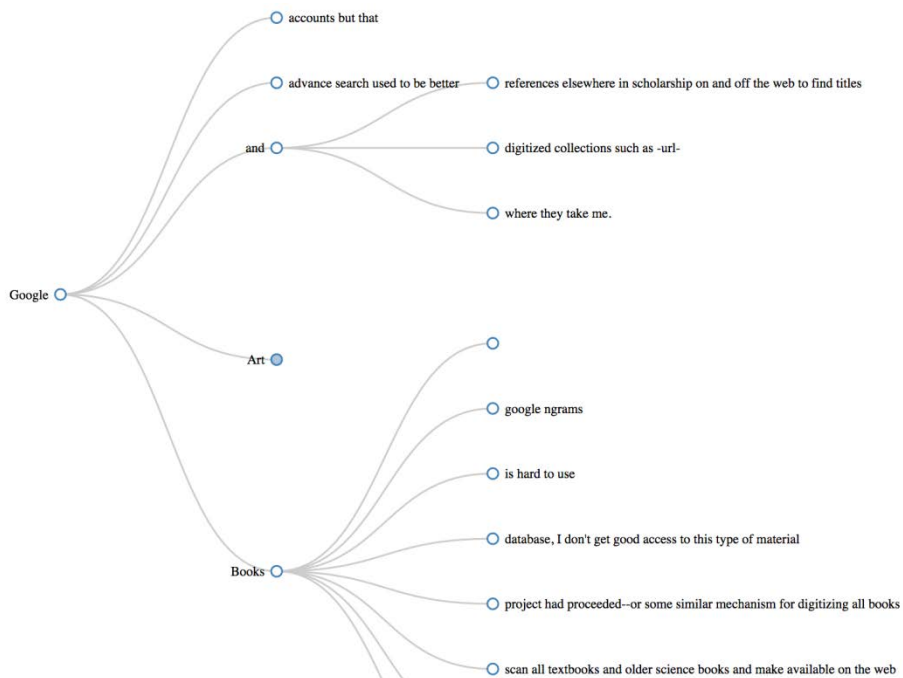 accounts but that
advance search used to be better
references elsewhere in scholarship on and off the web to find titles
and
digitized collections such as -url-
where they take me.
Google
Art
google ngrams
is hard to use
database, I don't get good access to this type of material
Books
project had proceeded--or some similar mechanism for digitizing all books
scan all textbooks and older science books and make available on the web